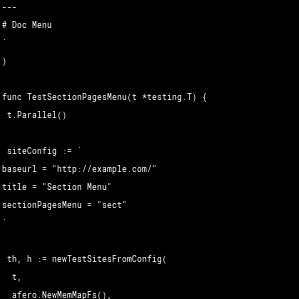 ---
# Doc Menu
`
)
func TestSectionPagesMenu(t *testing.T) {
t.Parallel()
siteConfig := `
baseurl = "http://example.com/"
title = "Section Menu"
sectionPagesMenu = "sect"
`
th, h := newTestSitesFromConfig(
t,
afero.NewMemMapFs(),